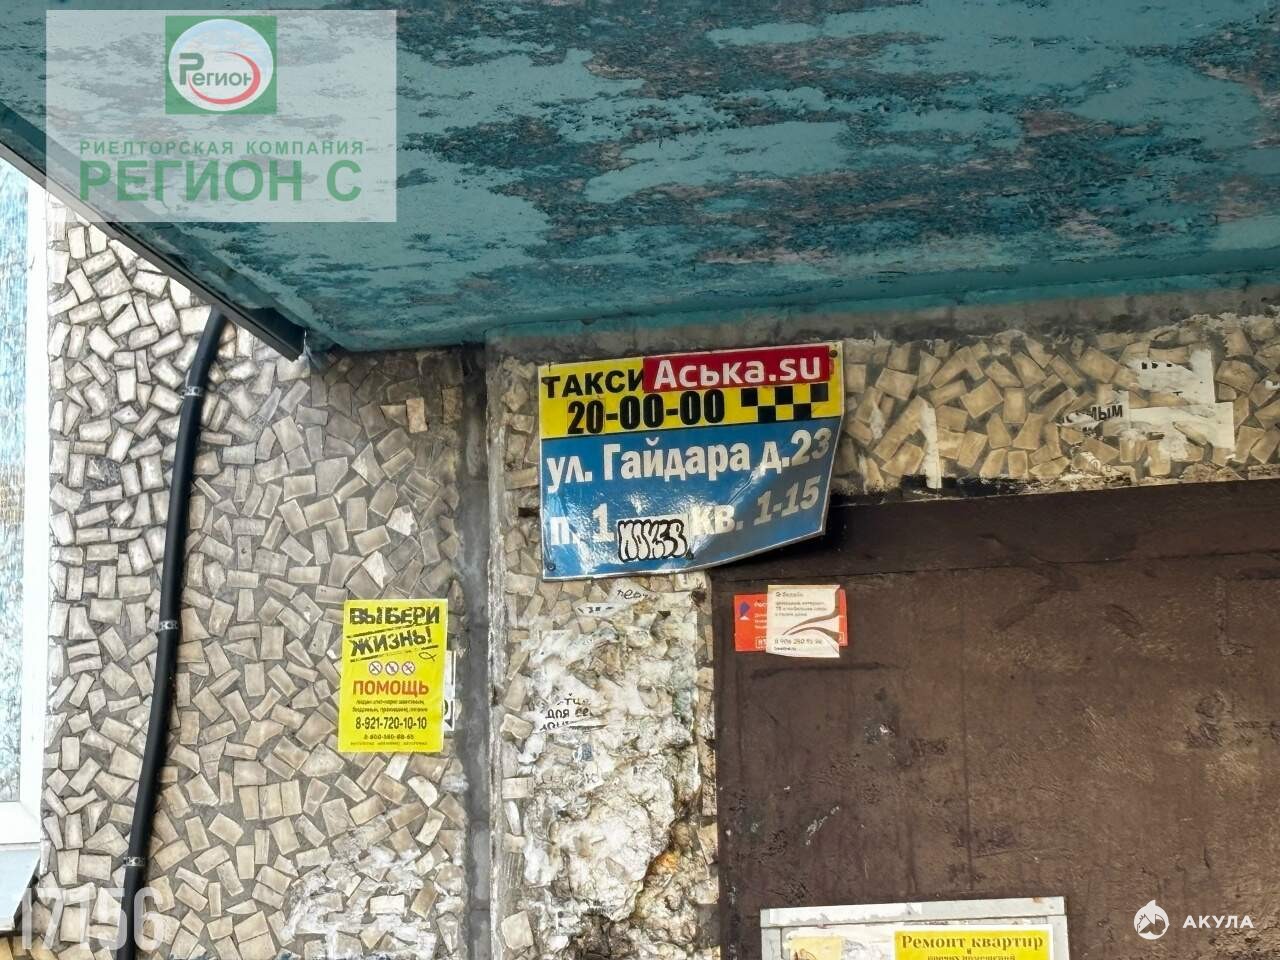 Регион
РИЕЛТОРСКАЯ КОМПАНИЯ
РЕГИОН С
ТАКСИ Аська.su
20-00-00
ул. Гайдара д.23
п. 1 кв. 1-15
ВЫБЕРИ
ЖИЗНЬ!
ПОМОЩЬ
8-921-720-10-10
17156
Ремонт квартир
АКУЛА